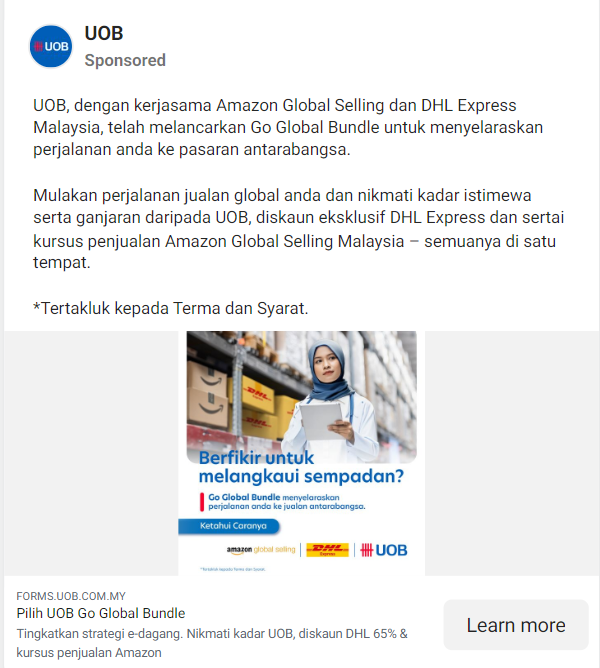 UOB
UOB
Sponsored
UOB, dengan kerjasama Amazon Global Selling dan DHL Express
Malaysia, telah melancarkan Go Global Bundle untuk menyelaraskan
perjalanan anda ke pasaran antarabangsa.
Mulakan perjalanan jualan global anda dan nikmati kadar istimewa
serta ganjaran daripada UOB, diskaun eksklusif DHL Express dan sertai
kursus penjualan Amazon Global Selling Malaysia – semuanya di satu
tempat.
*Tertakluk kepada Terma dan Syarat.
DHL
DHL
Berfikir untuk
melangkaui sempadan?
Go Global Bundle menyelaraskan
perjalanan anda ke jualan antarabangsa.
Ketahui Caranya
amazon global selling DHL Express UOB
*Tertakluk kepada Terma dan Syarat.
FORMS.UOB.COM.MY
Pilih UOB Go Global Bundle
Tingkatkan strategi e-dagang. Nikmati kadar UOB, diskaun DHL 65% &
kursus penjualan Amazon
Learn more